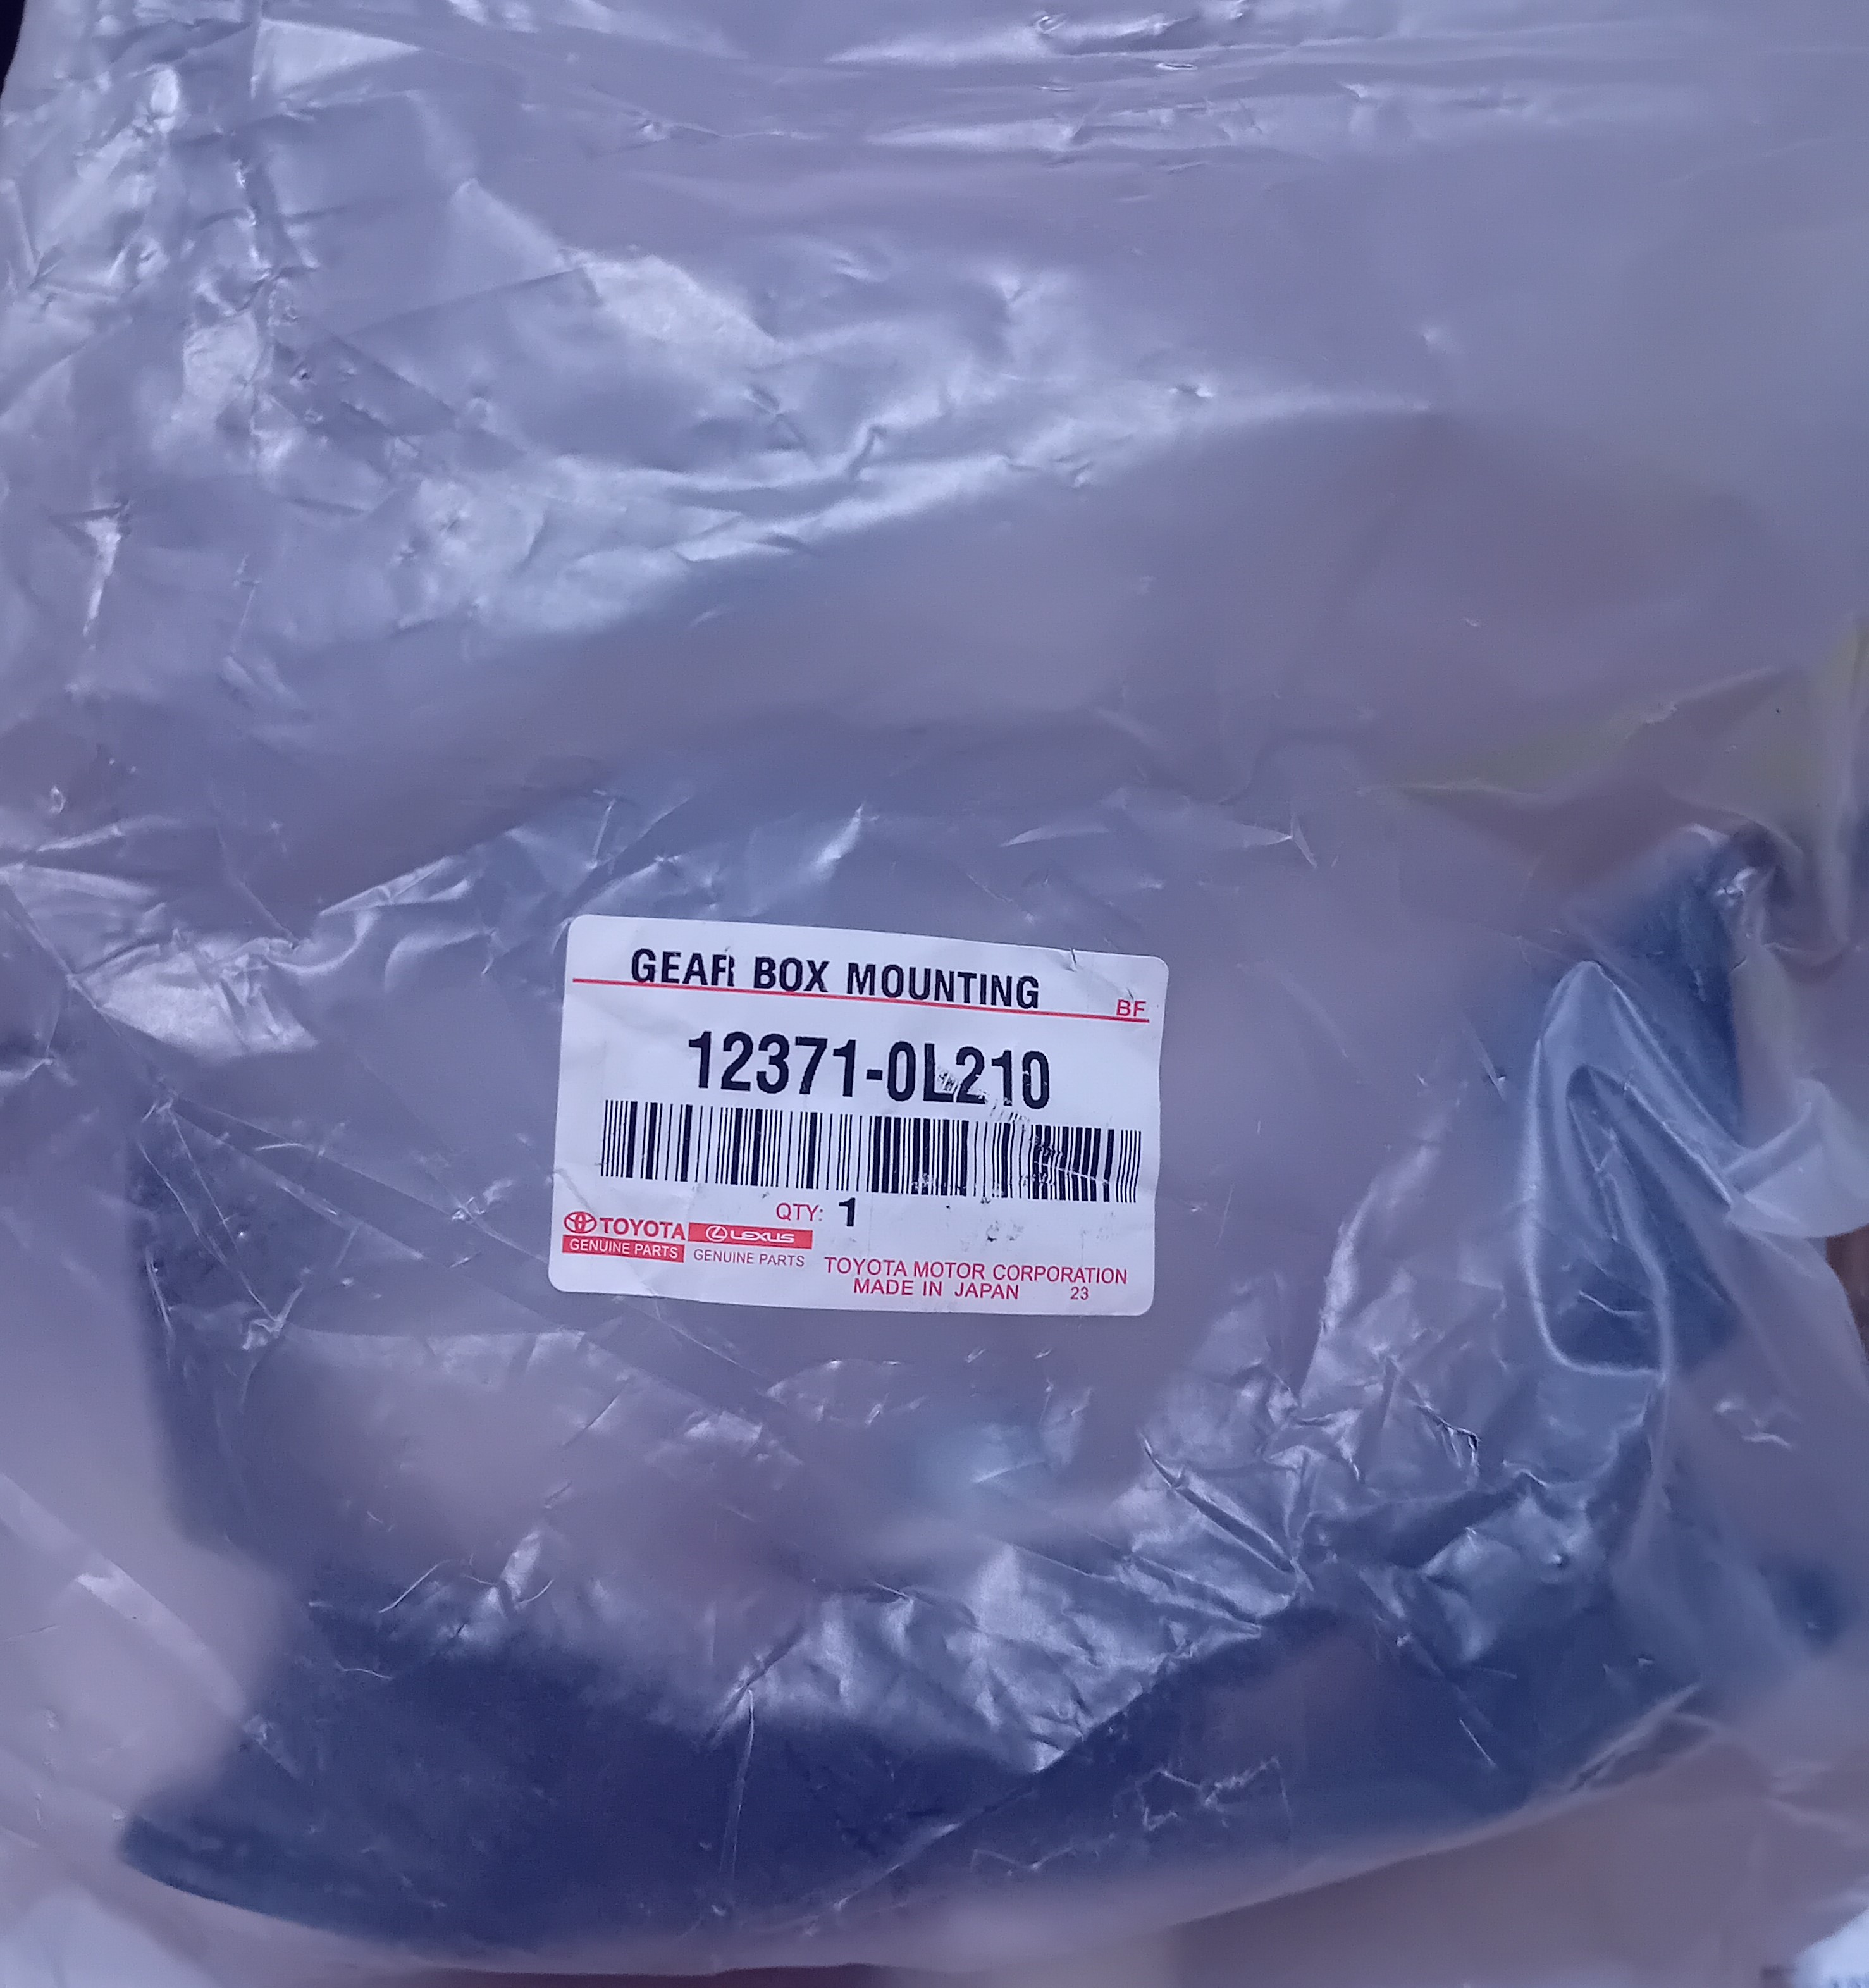 GEAR BOX MOUNTING
BF
12371-0L210
QTY: 1
TOYOTA LEXUS
GENUINE PARTS GENUINE PARTS
TOYOTA MOTOR CORPORATION
MADE IN JAPAN 23